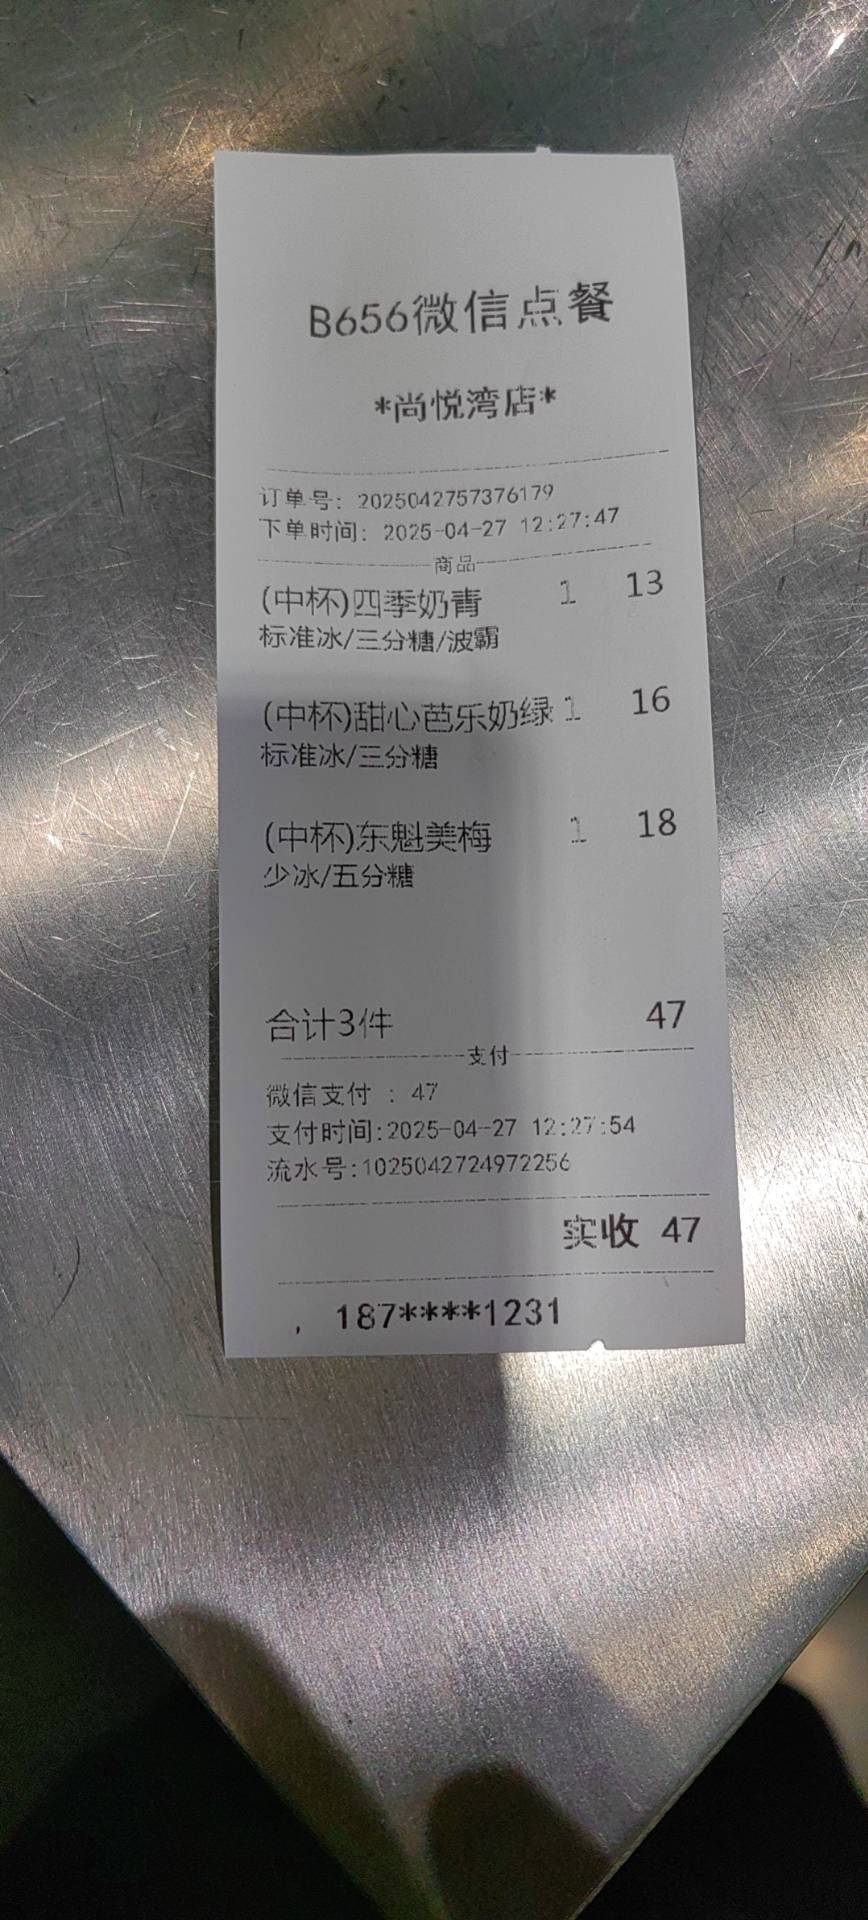 B656微信点餐
*尚悦湾店*
订单号: 2025042757376179
下单时间: 2025-04-27 12:27:47
商品
(中杯)四季奶青 1 13
标准冰/三分糖/波霸
(中杯)甜心芭乐奶绿 1 16
标准冰/三分糖
(中杯)东魁美梅 1 18
少冰/五分糖
合计3件 47
支付
微信支付 : 47
支付时间:2025-04-27 12:27:54
流水号:1025042724972256
实收 47
, 187****1231